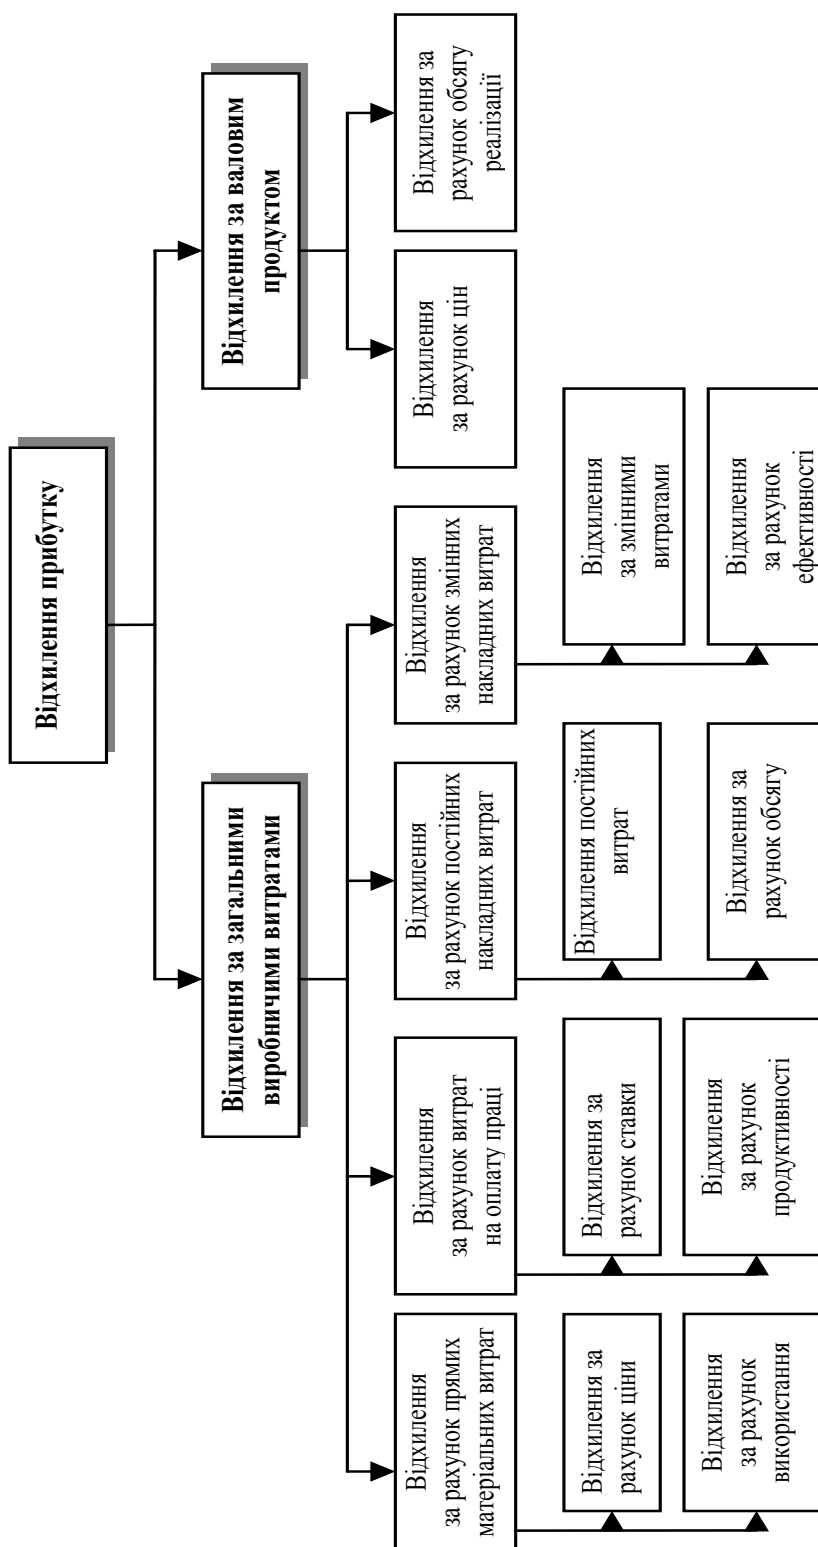 Відхилення прибутку
Відхилення за загальними
виробничими витратами
Відхилення за валовим
продуктом
Відхилення
за рахунок прямих
матеріальних витрат
Відхилення
за рахунок витрат
на оплату праці
Відхилення
за рахунок постійних
накладних витрат
Відхилення
за рахунок змінних
накладних витрат
Відхилення
за рахунок цін
Відхилення за
рахунок обсягу
реалізації
Відхилення за
рахунок ціни
Відхилення за
рахунок ставки
Відхилення постійних
витрат
Відхилення
за змінними
витратами
Відхилення
за рахунок
використання
Відхилення
за рахунок
продуктивності
Відхилення за
рахунок обсягу
Відхилення
за рахунок
ефективності